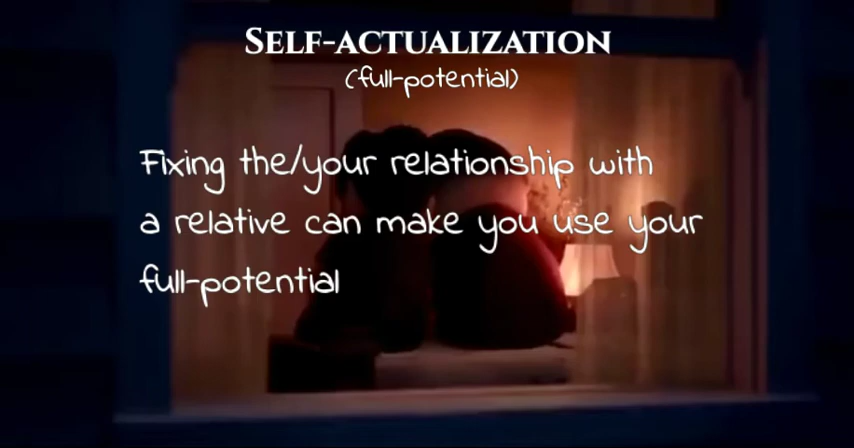 SELF-ACTUALIZATION
(full-potential)
Fixing the/your relationship with
a relative can make you use your
full-potential